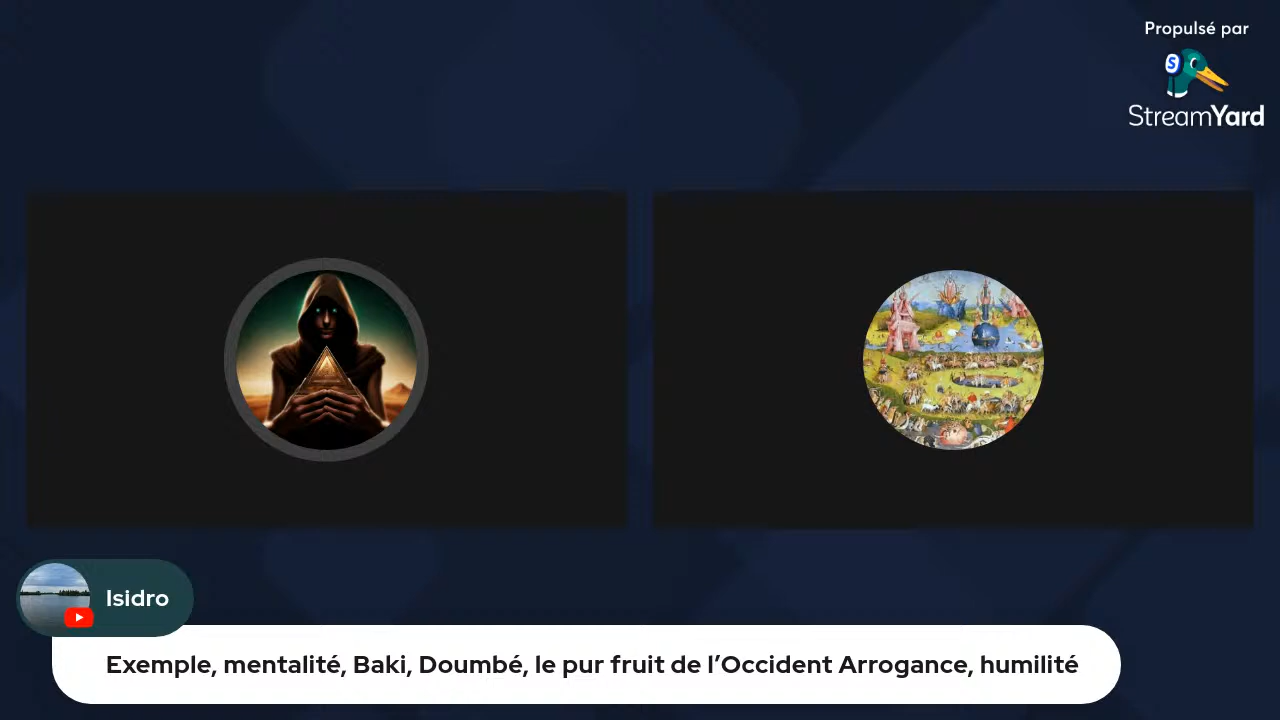 Propulsé par
StreamYard
Isidro
Exemple, mentalité, Baki, Doumbé, le pur fruit de l’Occident Arrogance, humilité